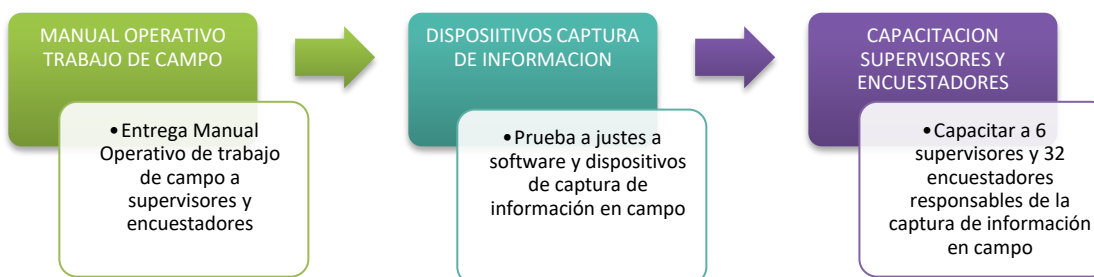 MANUAL OPERATIVO
TRABAJO DE CAMPO
• Entrega Manual
Operativo de trabajo
de campo a
supervisores y
encuestadores
DISPOSIITIVOS CAPTURA
DE INFORMACION
• Prueba a justes a
software y dispositivos
de captura de
información en campo
CAPACITACION
SUPERVISORES Y
ENCUESTADORES
• Capacitar a 6
supervisores y 32
encuestadores
responsables de la
captura de información
en campo